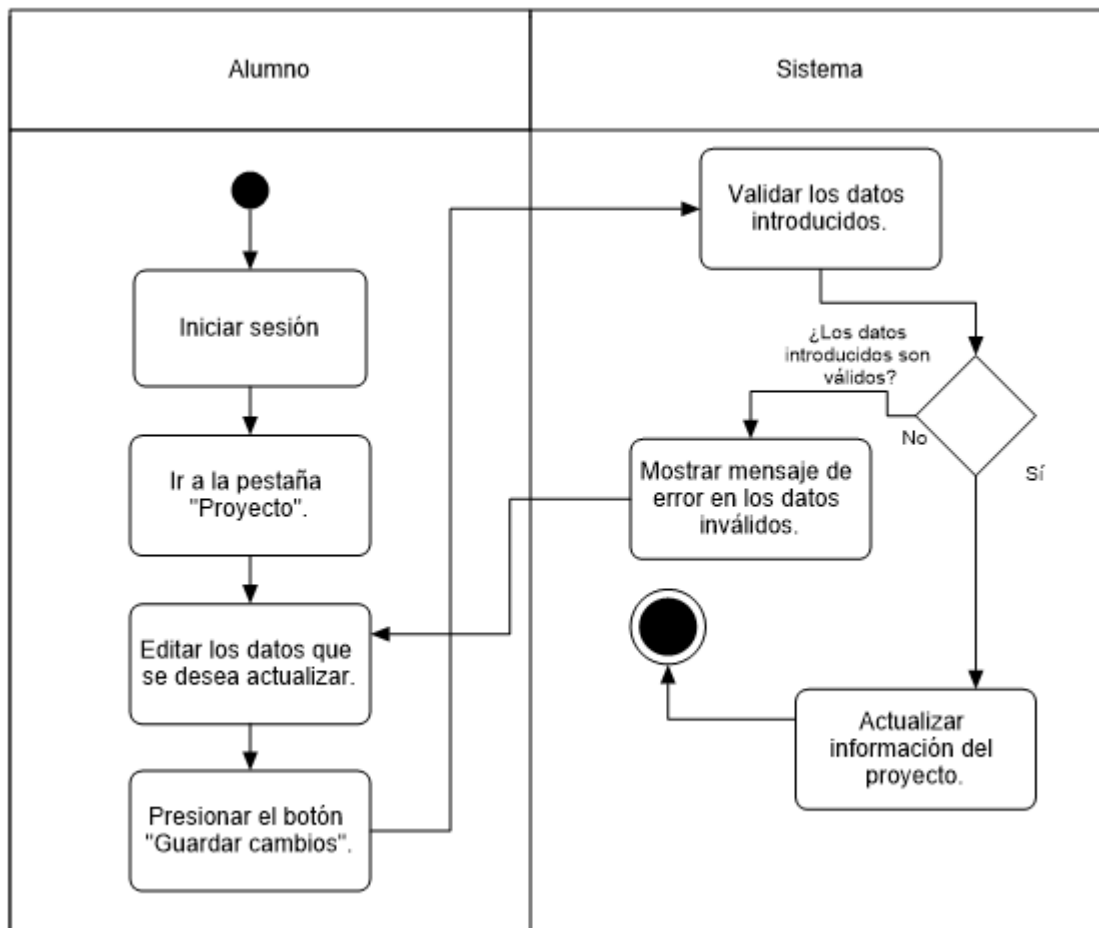 Alumno
Sistema
Iniciar sesión
Ir a la pestaña
"Proyecto".
Editar los datos que
se desea actualizar.
Presionar el botón
"Guardar cambios".
Validar los datos
introducidos.
¿Los datos
introducidos son
válidos?
No
Sí
Mostrar mensaje de
error en los datos
inválidos.
Actualizar
información del
proyecto.